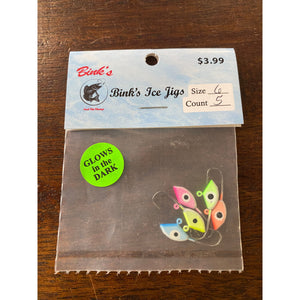 Bink's
$3.99
Bink's Ice Jigs
Size 6
Count 5
GLOWS
in the
DARK